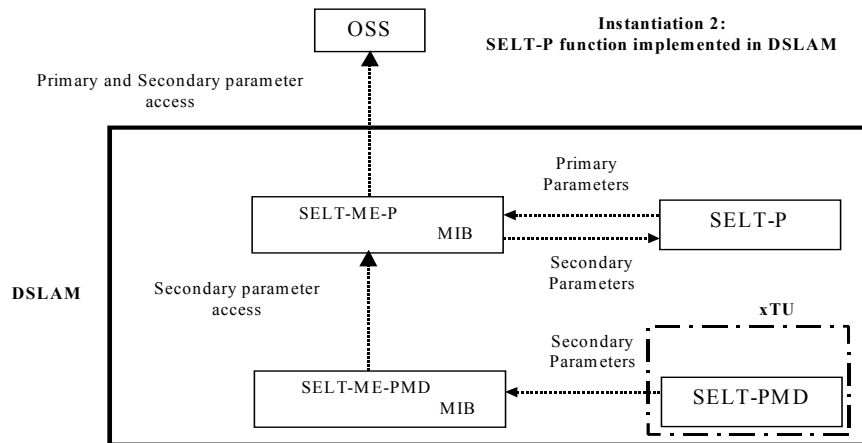 OSS
Instantiation 2:
SELT-P function implemented in DSLAM
Primary and Secondary parameter
access
Primary
Parameters
SELT-ME-P
MIB
SELT-P
Secondary
Parameters
DSLAM
Secondary parameter
access
xTU
Secondary
Parameters
SELT-ME-PMD
MIB
SELT-PMD